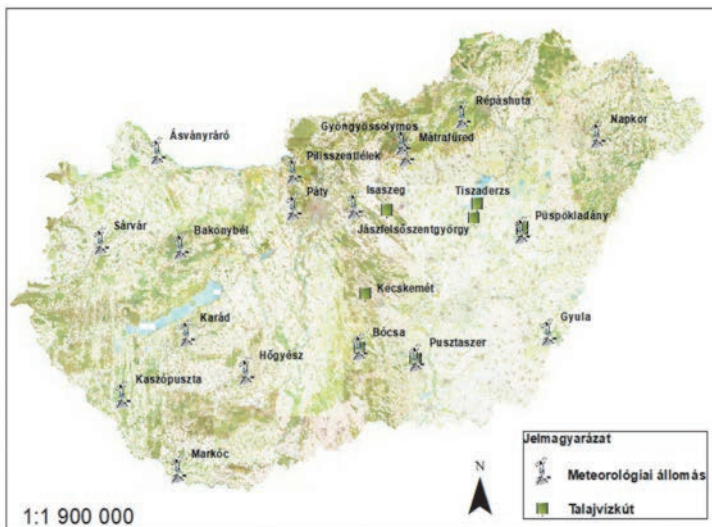 Répáshuta
Napkor
Gyöngyössolymos
Ásványráró
Mátrafüred
Pilisszentlélek
Isaszeg
Tiszaderzs
Páty
Püspökladány
Sárvár
Bakonybél
Jászfelsőszentgyörgy
Kecskemét
Karád
Gyula
Bócsa
Pusztaszer
Hőgyész
Kaszópuszta
Markóc
Jelmagyarázat
N
Meteorológiai állomás
Talajvízkút
1:1 900 000